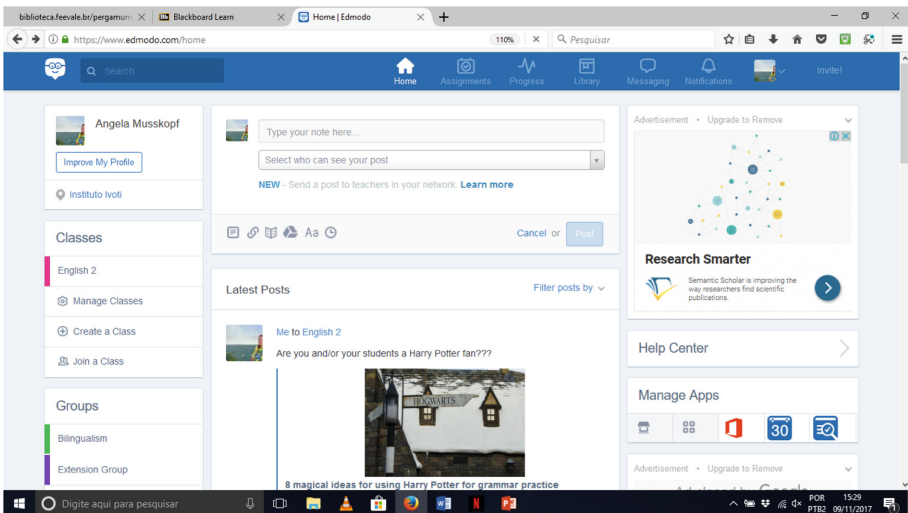 biblioteca.feevale.br/pergamum
Blackboard Learn
Home | Edmodo
https://www.edmodo.com/home
110%
Pesquisar
Search
Home
Assignments
Progress
Library
Messaging
Notifications
Invite!
Angela Musskopf
Improve My Profile
Instituto Ivoti
Classes
English 2
Manage Classes
Create a Class
Join a Class
Groups
Bilingualism
Extension Group
Type your note here...
Select who can see your post
NEW - Send a post to teachers in your network. Learn more
Aa
Cancel or Post
Latest Posts
Filter posts by
Me to English 2
Are you and/or your students a Harry Potter fan???
HOGWARTS
8 magical ideas for using Harry Potter for grammar practice
Advertisement • Upgrade to Remove
Research Smarter
Semantic Scholar is improving the
way researchers find scientific
publications.
Help Center
Manage Apps
30
Advertisement • Upgrade to Remove
Digite aqui para pesquisar
POR
PTB2
15:29
09/11/2017